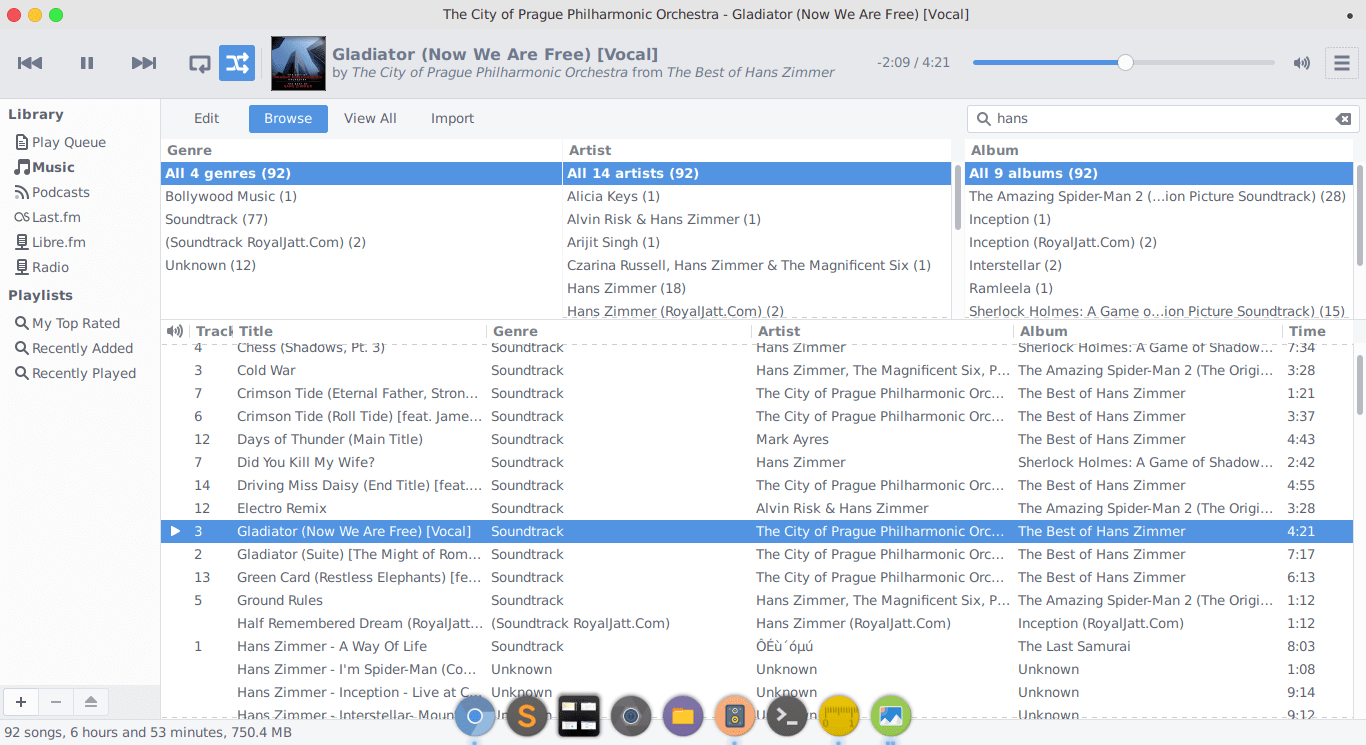 The City of Prague Philharmonic Orchestra - Gladiator (Now We Are Free) [Vocal]
Gladiator (Now We Are Free) [Vocal]
by The City of Prague Philharmonic Orchestra from The Best of Hans Zimmer
-2:09 / 4:21
Library
Play Queue
Music
Podcasts
Last.fm
Libre.fm
Radio
Playlists
My Top Rated
Recently Added
Recently Played
Edit Browse View All Import hans
Genre Artist Album
All 4 genres (92) All 14 artists (92) All 9 albums (92)
Bollywood Music (1) Alicia Keys (1) The Amazing Spider-Man 2 (...ion Picture Soundtrack) (28)
Soundtrack (77) Alvin Risk & Hans Zimmer (1) Inception (1)
(Soundtrack RoyalJatt.Com) (2) Arijit Singh (1) Inception (RoyalJatt.Com) (2)
Unknown (12) Czarina Russell, Hans Zimmer & The Magnificent Six (1) Interstellar (2)
Hans Zimmer (18) Ramleela (1)
Hans Zimmer (RoyalJatt.Com) (2) Sherlock Holmes: A Game o...ion Picture Soundtrack) (15)
Track Title Genre Artist Album Time
4 Chess (Shadows, Pt. 3) Soundtrack Hans Zimmer Sherlock Holmes: A Game of Shadow... 7:34
3 Cold War Soundtrack Hans Zimmer, The Magnificent Six, P... The Amazing Spider-Man 2 (The Origi... 3:28
7 Crimson Tide (Eternal Father, Stron... Soundtrack The City of Prague Philharmonic Orc... The Best of Hans Zimmer 1:21
6 Crimson Tide (Roll Tide) [feat. Jame... Soundtrack The City of Prague Philharmonic Orc... The Best of Hans Zimmer 3:37
12 Days of Thunder (Main Title) Soundtrack Mark Ayres The Best of Hans Zimmer 4:43
7 Did You Kill My Wife? Soundtrack Hans Zimmer Sherlock Holmes: A Game of Shadow... 2:42
14 Driving Miss Daisy (End Title) [feat.... Soundtrack The City of Prague Philharmonic Orc... The Best of Hans Zimmer 4:55
12 Electro Remix Soundtrack Alvin Risk & Hans Zimmer The Amazing Spider-Man 2 (The Origi... 3:28
3 Gladiator (Now We Are Free) [Vocal] Soundtrack The City of Prague Philharmonic Orc... The Best of Hans Zimmer 4:21
2 Gladiator (Suite) [The Might of Rom... Soundtrack The City of Prague Philharmonic Orc... The Best of Hans Zimmer 7:17
13 Green Card (Restless Elephants) [fe... Soundtrack The City of Prague Philharmonic Orc... The Best of Hans Zimmer 6:13
5 Ground Rules Soundtrack Hans Zimmer, The Magnificent Six, P... The Amazing Spider-Man 2 (The Origi... 1:12
Half Remembered Dream (RoyalJatt... (Soundtrack RoyalJatt.Com) Hans Zimmer (RoyalJatt.Com) Inception (RoyalJatt.Com) 1:12
1 Hans Zimmer - A Way Of Life Soundtrack ÔÉù´óµú The Last Samurai 8:03
Hans Zimmer - I'm Spider-Man (Co... Unknown Unknown Unknown 1:08
Hans Zimmer - Inception - Live at C... Unknown Unknown Unknown 9:14
Hans Zimmer - Interstellar- Moun Unknown Unknown 9:12
92 songs, 6 hours and 53 minutes, 750.4 MB